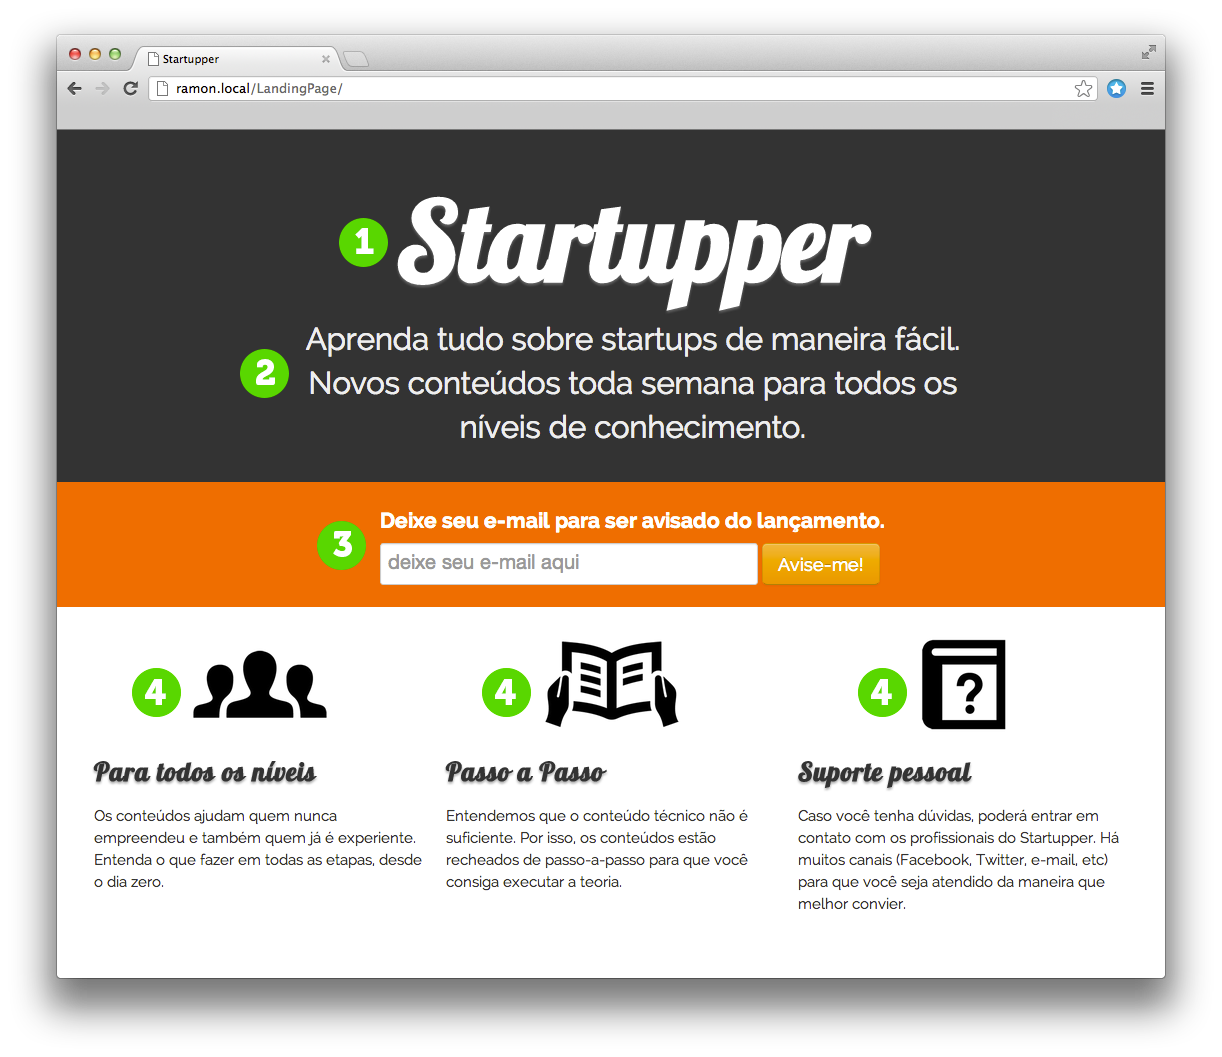 Startupper
ramon.local/LandingPage/
1
Startupper
2
Aprenda tudo sobre startups de maneira fácil.
Novos conteúdos toda semana para todos os
níveis de conhecimento.
3
Deixe seu e-mail para ser avisado do lançamento.
deixe seu e-mail aqui
Avise-me!
4
4
4
?
Para todos os níveis
Os conteúdos ajudam quem nunca
empreendeu e também quem já é experiente.
Entenda o que fazer em todas as etapas, desde
o dia zero.
Passo a Passo
Entendemos que o conteúdo técnico não é
suficiente. Por isso, os conteúdos estão
recheados de passo-a-passo para que você
consiga executar a teoria.
Suporte pessoal
Caso você tenha dúvidas, poderá entrar em
contato com os profissionais do Startupper. Há
muitos canais (Facebook, Twitter, e-mail, etc)
para que você seja atendido da maneira que
melhor convier.